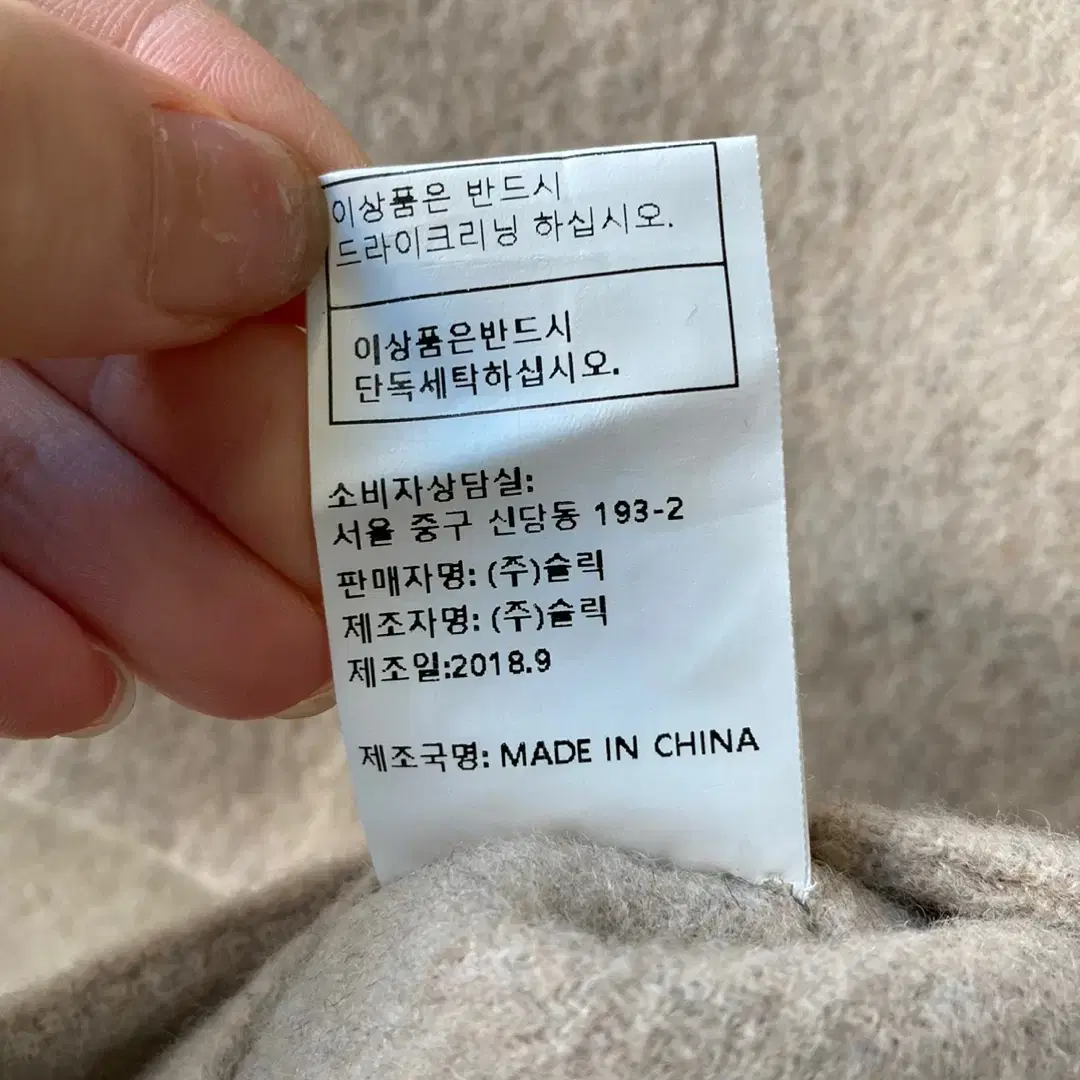 이상품은 반드시
드라이크리닝 하십시오.
이상품은반드시
단독세탁하십시오.
소비자상담실:
서울 중구 신당동 193-2
판매자명: (주)슬릭
제조자명: (주)슬릭
제조일:2018.9
제조국명: MADE IN CHINA